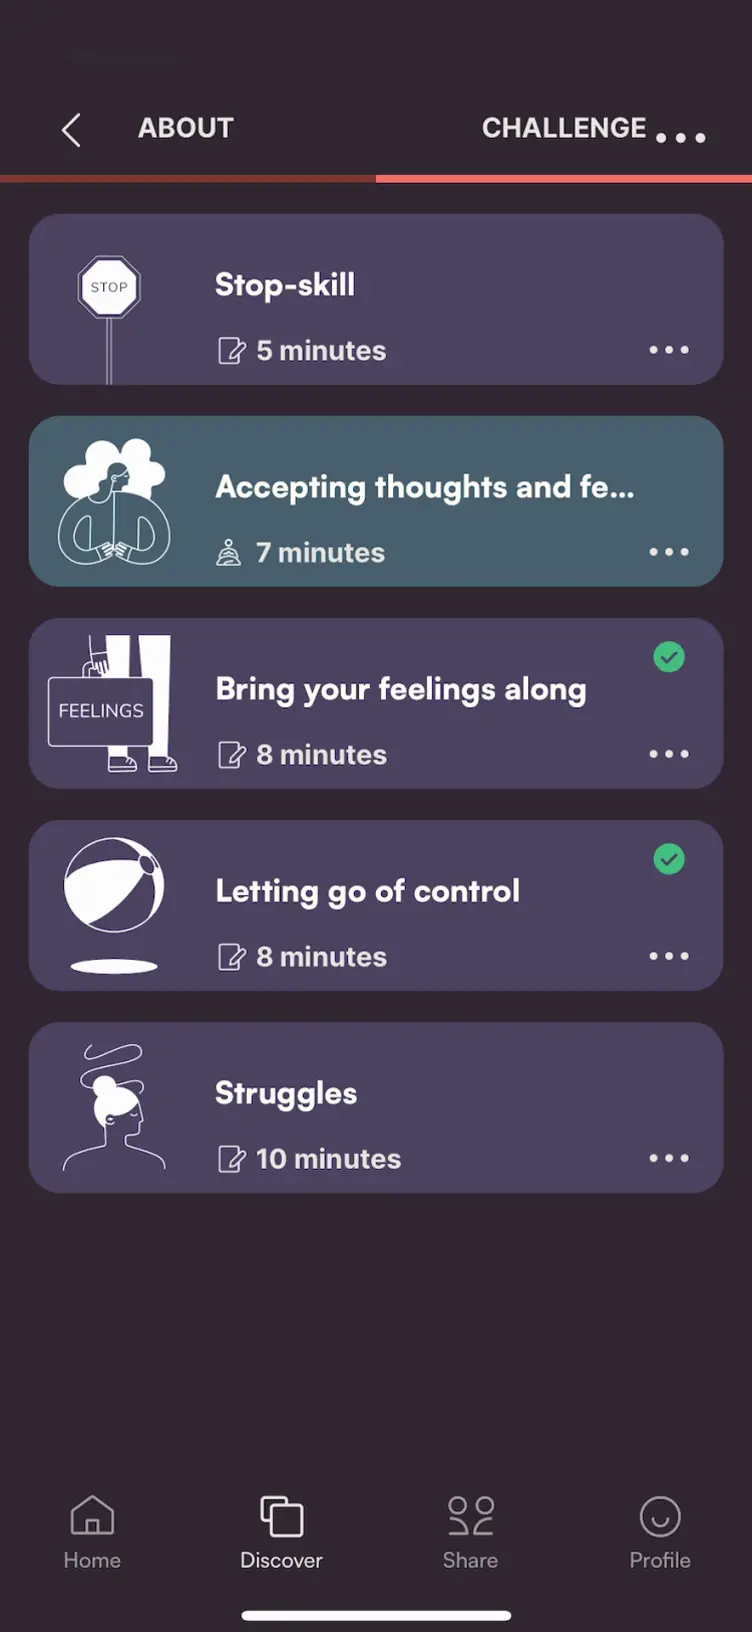 ABOUT
CHALLENGE
STOP
Stop-skill
5 minutes
Accepting thoughts and fe...
7 minutes
FEELINGS
Bring your feelings along
8 minutes
Letting go of control
8 minutes
Struggles
10 minutes
Home
Discover
Share
Profile